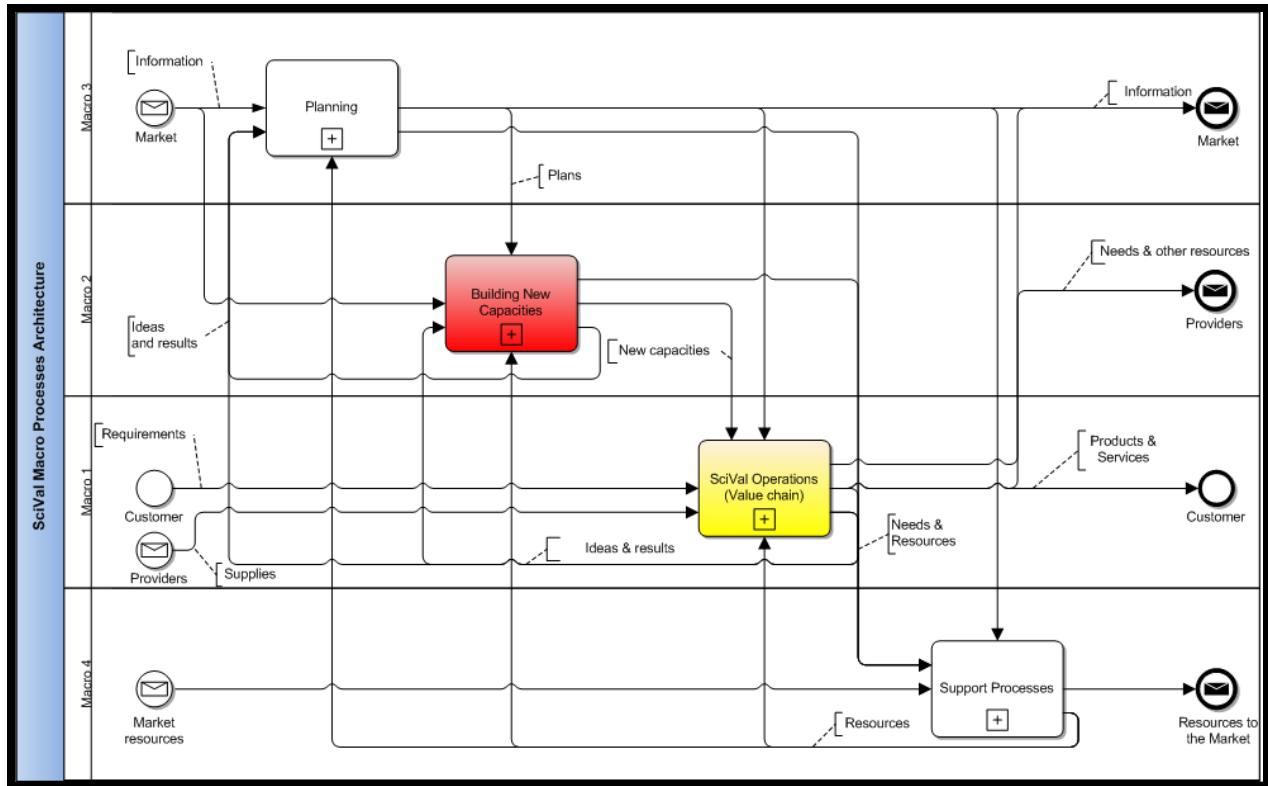 SciVal Macro Processes Architecture
Macro 3
Information
Market
Planning
Plans
Information
Market
Macro 2
Ideas
and results
Building New
Capacities
New capacities
Needs & other resources
Providers
Macro 1
Requirements
Customer
Providers
Supplies
SciVal Operations
(Value chain)
Ideas & results
Needs &
Resources
Products &
Services
Customer
Macro 4
Market
resources
Support Processes
Resources
Resources to
the Market